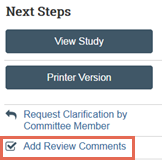 Next Steps
View Study
Printer Version
Request Clarification by
Committee Member
Add Review Comments